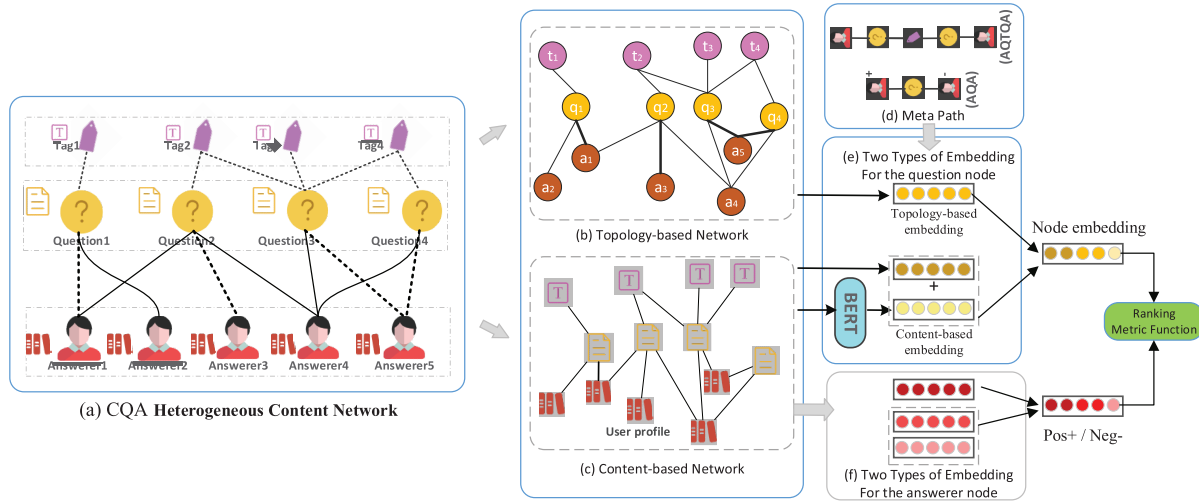 T T T T
Tag1 Tag2 Tag4
? ? ? ?
Question1 Question2 Question3 Question4
Answerer1 Answerer2 Answerer3 Answerer4 Answerer5
(a) CQA Heterogeneous Content Network
t1 t2 t3 t4
q1 q2 q3 q4
a1 a5
a2 a3 a4
(b) Topology-based Network
T T T T
User profile
(c) Content-based Network
? ?
(AQTQA)
+ ? -
(AQA)
(d) Meta Path
(e) Two Types of Embedding
For the question node
Topology-based
embedding
+
BERT
Content-based
embedding
(f) Two Types of Embedding
For the answerer node
Node embedding
Ranking
Metric Function
Pos+ / Neg-